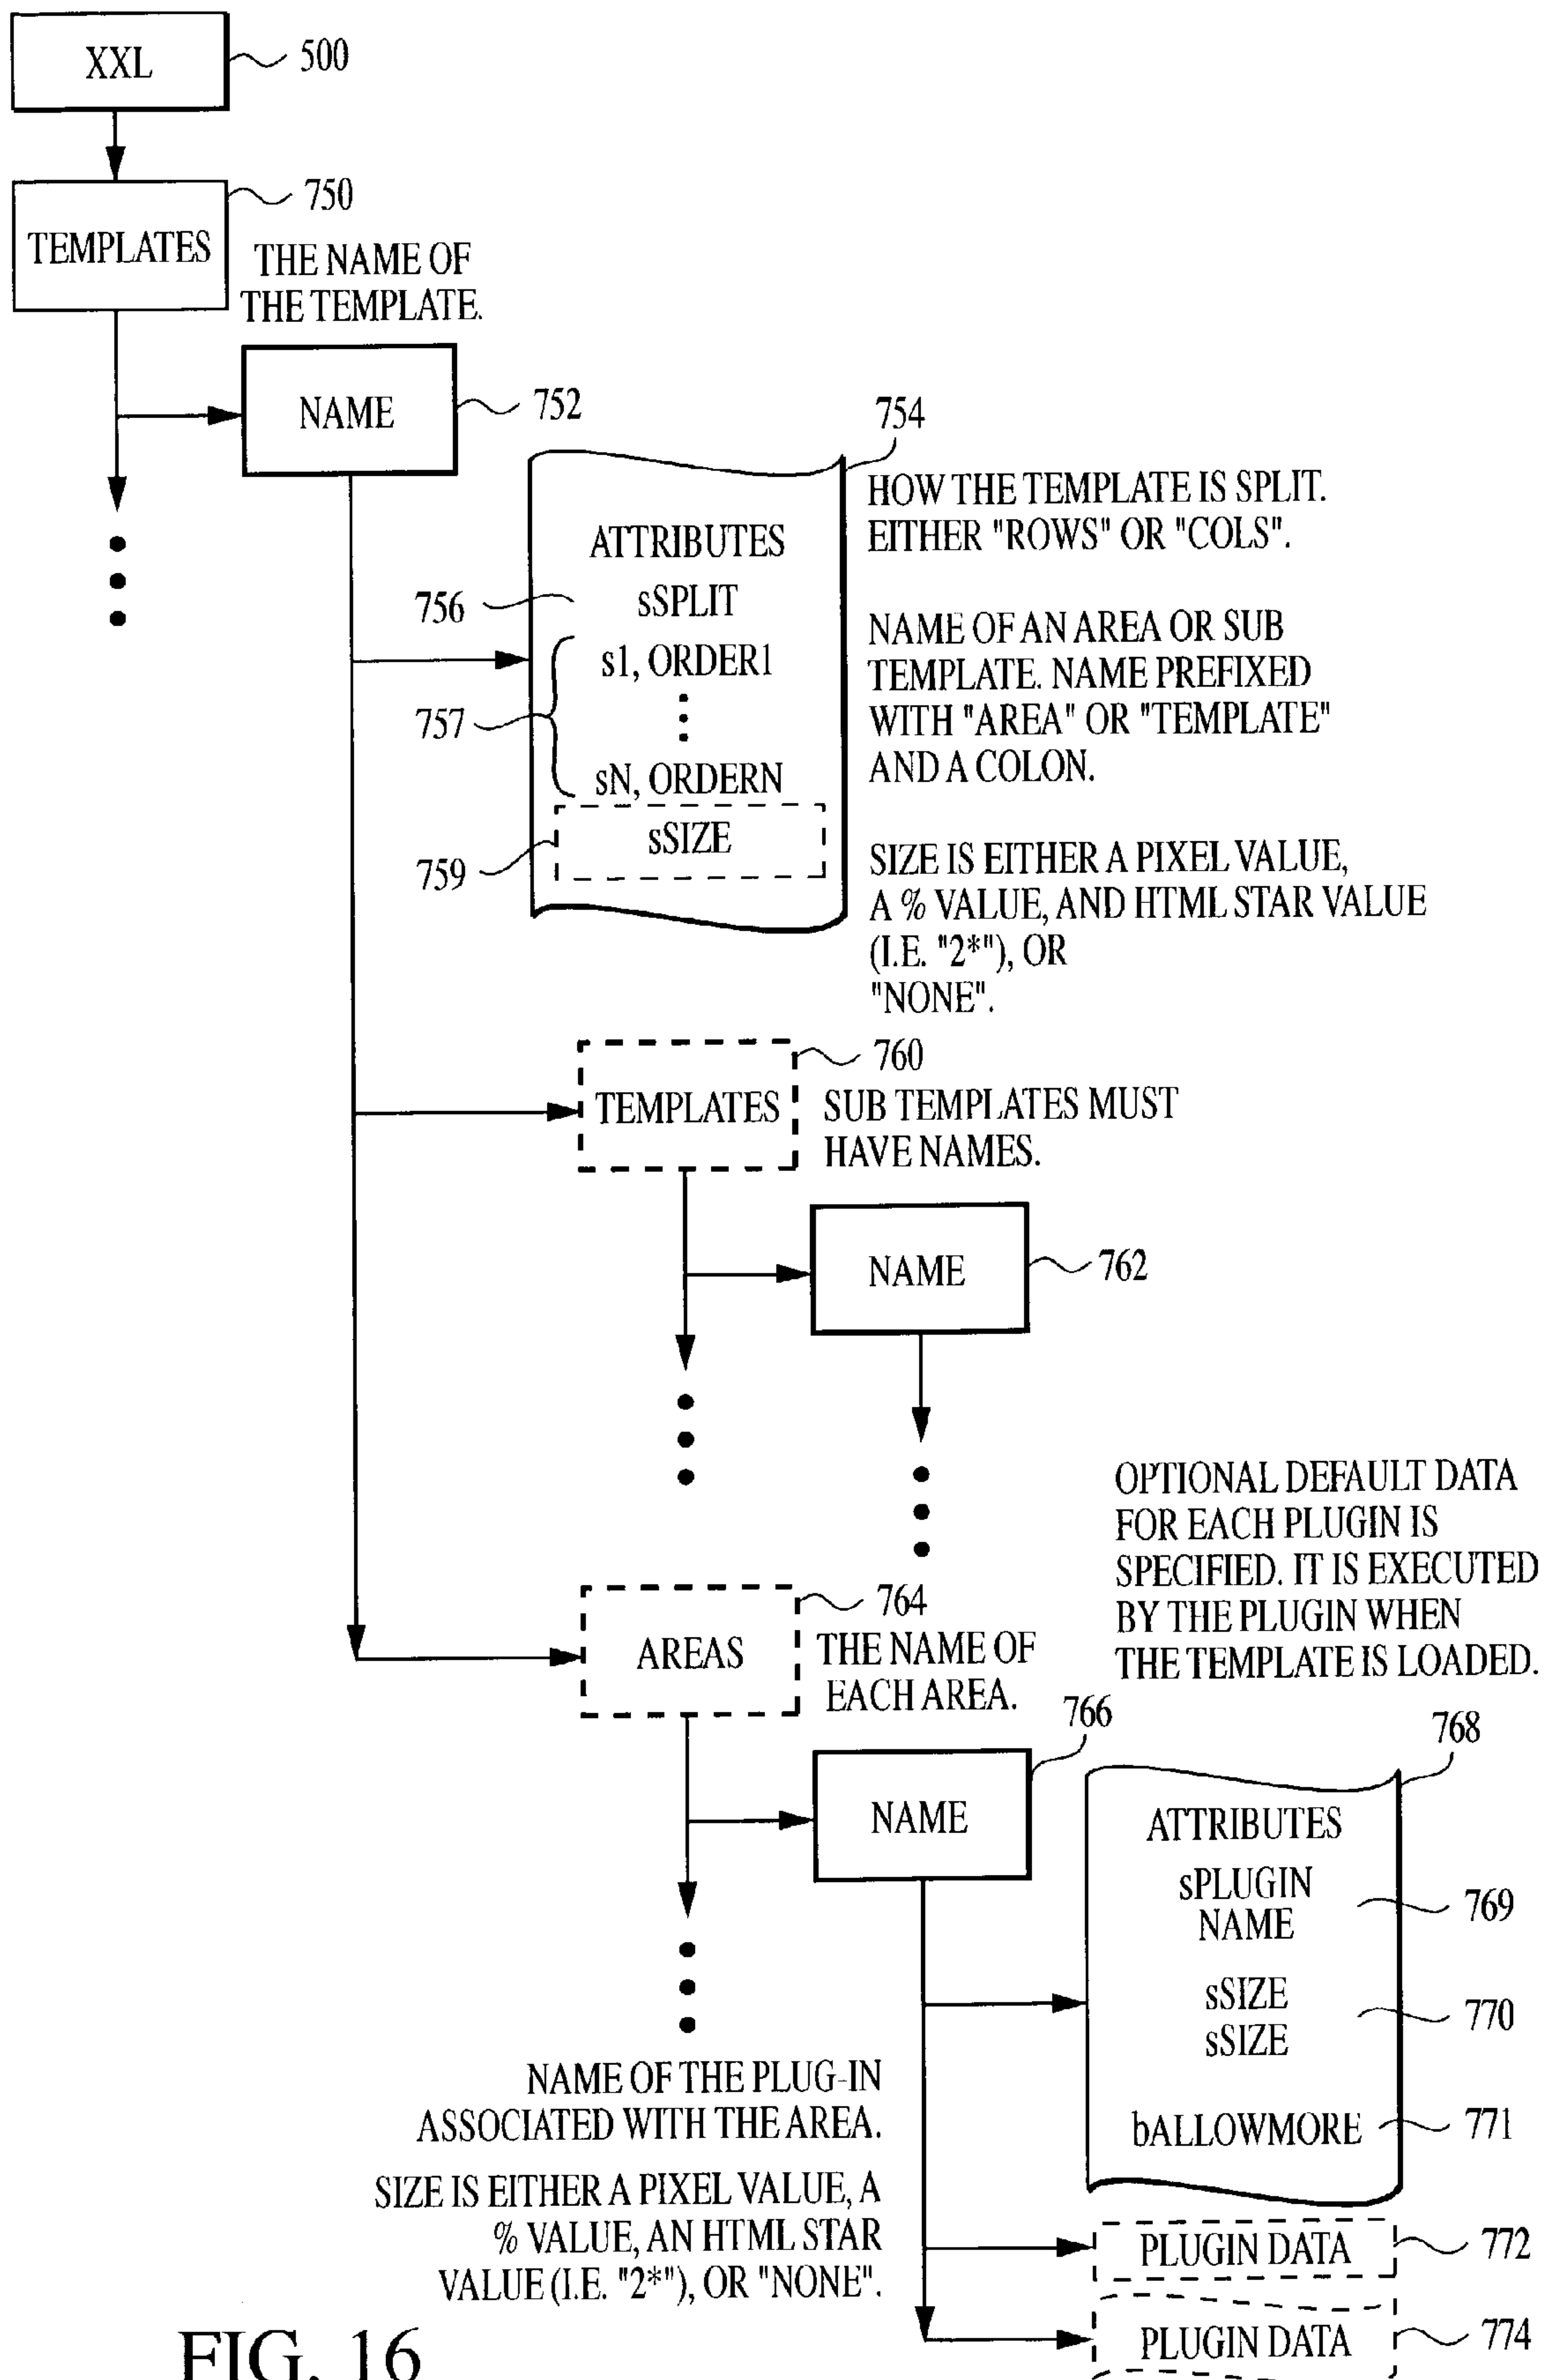 XXL
500
750
TEMPLATES
THE NAME OF
THE TEMPLATE.
NAME
752
754
HOW THE TEMPLATE IS SPLIT.
EITHER "ROWS" OR "COLS".
ATTRIBUTES
756
sSPLIT
NAME OF AN AREA OR SUB
TEMPLATE. NAME PREFIXED
WITH "AREA" OR "TEMPLATE"
AND A COLON.
s1, ORDER1
757
sN, ORDERN
sSIZE
759
SIZE IS EITHER A PIXEL VALUE,
A % VALUE, AND HTML STAR VALUE
(I.E. "2*"), OR
"NONE".
760
TEMPLATES
SUB TEMPLATES MUST
HAVE NAMES.
NAME
762
OPTIONAL DEFAULT DATA
FOR EACH PLUGIN IS
SPECIFIED. IT IS EXECUTED
BY THE PLUGIN WHEN
THE TEMPLATE IS LOADED.
764
AREAS
THE NAME OF
EACH AREA.
766
768
NAME
ATTRIBUTES
sPLUGIN
NAME
769
sSIZE
sSIZE
770
bALLOWMORE
771
NAME OF THE PLUG-IN
ASSOCIATED WITH THE AREA.
SIZE IS EITHER A PIXEL VALUE, A
% VALUE, AN HTML STAR
VALUE (I.E. "2*"), OR "NONE".
PLUGIN DATA
772
PLUGIN DATA
774
FIG. 16